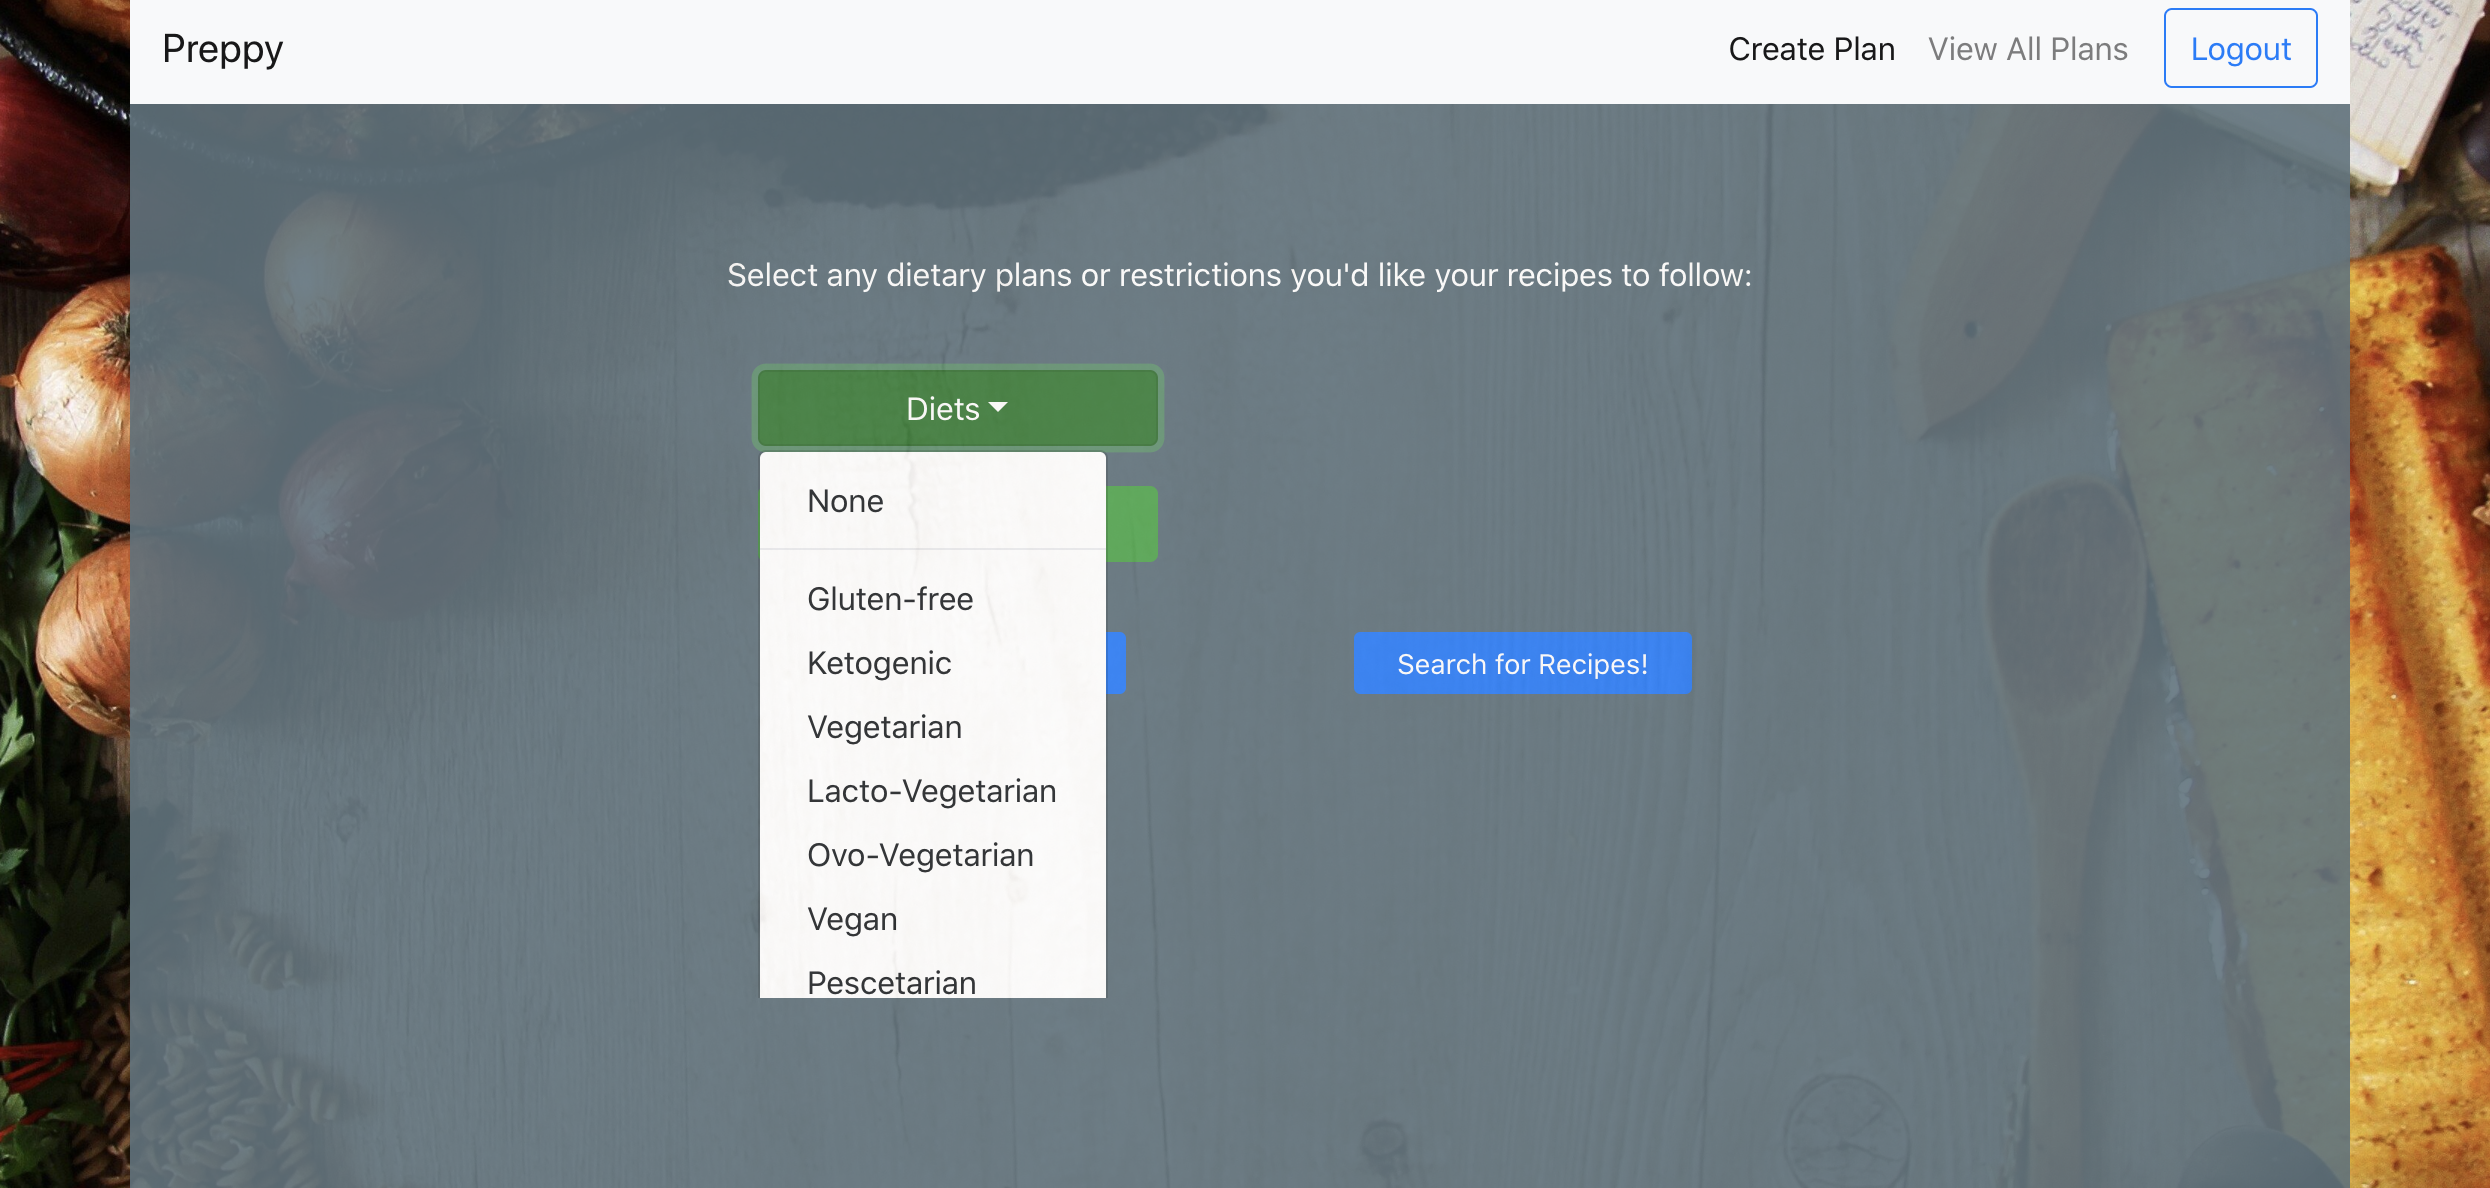 Preppy
Create Plan
View All Plans
Logout
Select any dietary plans or restrictions you'd like your recipes to follow:
Diets
None
Gluten-free
Ketogenic
Vegetarian
Lacto-Vegetarian
Ovo-Vegetarian
Vegan
Pescetarian
Search for Recipes!